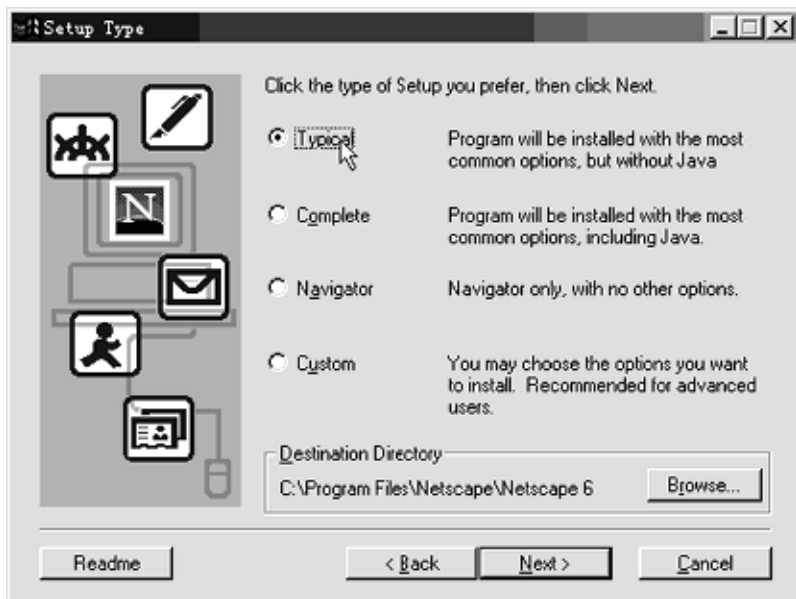 Setup Type
Click the type of Setup you prefer, then click Next.
Typical
Program will be installed with the most
common options, but without Java
Complete
Program will be installed with the most
common options, including Java.
Navigator
Navigator only, with no other options.
Custom
You may choose the options you want
to install. Recommended for advanced
users.
N
Destination Directory
C:\Program Files\Netscape\Netscape 6
Browse...
Readme
< Back
Next >
Cancel